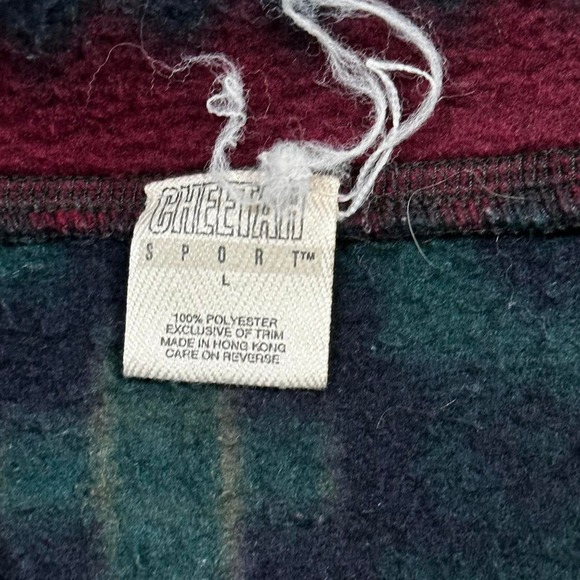 CHEETAH
SPORT™
L
100% POLYESTER
EXCLUSIVE OF TRIM
MADE IN HONG KONG
CARE ON REVERSE